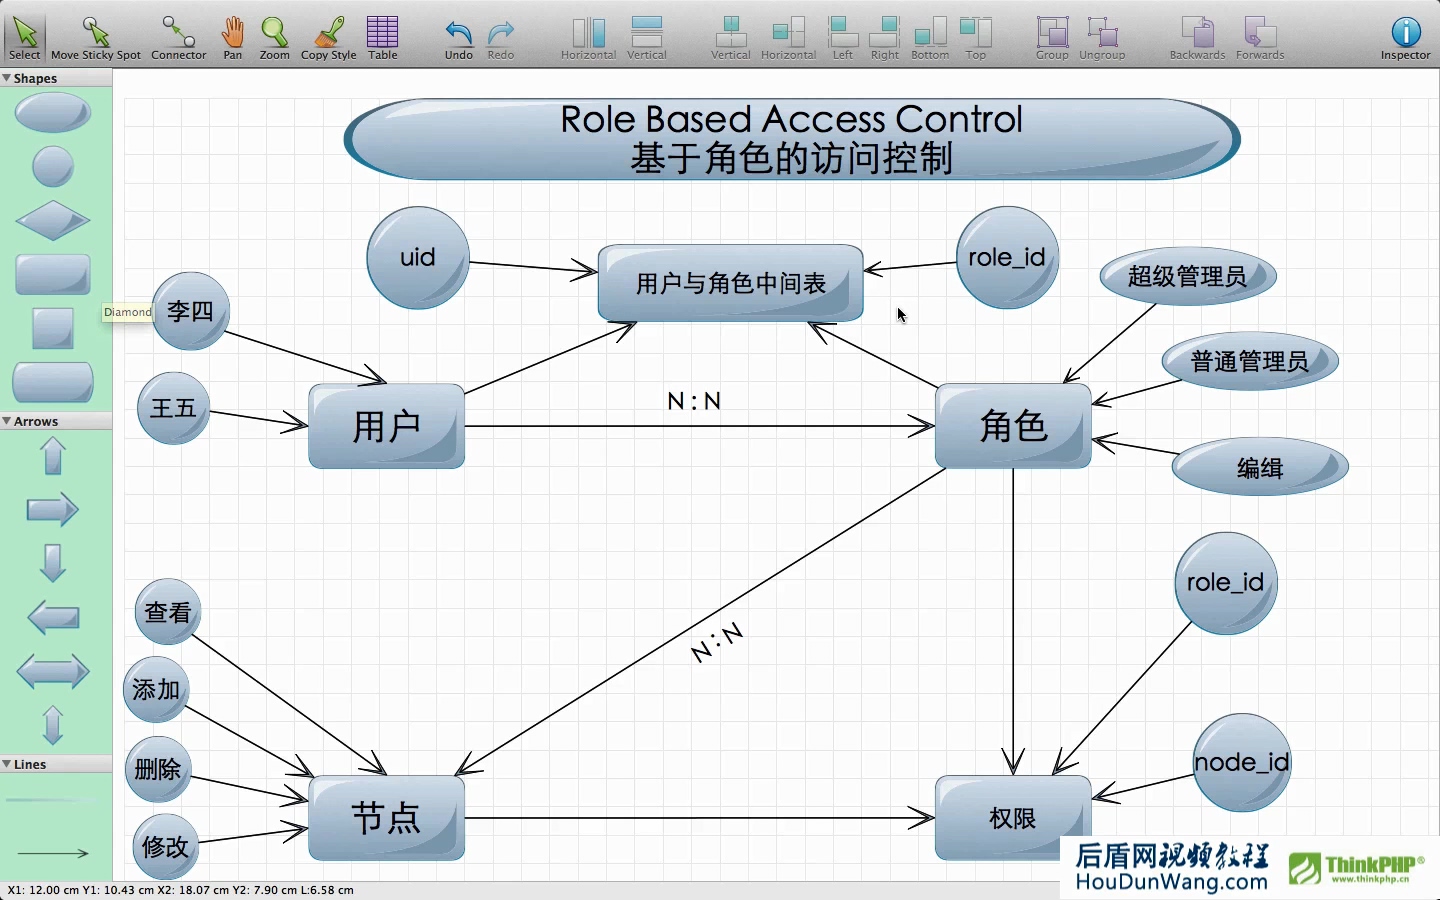 Select
Move Sticky Spot
Connector
Pan
Zoom
Copy Style
Table
Undo
Redo
Horizontal
Vertical
Vertical
Horizontal
Left
Right
Bottom
Top
Group
Ungroup
Backwards
Forwards
Inspector
Shapes
Role Based Access Control
基于角色的访问控制
uid
用户与角色中间表
role_id
超级管理员
Diamond
李四
普通管理员
王五
用户
N : N
角色
Arrows
编缉
查看
role_id
N : N
添加
删除
node_id
Lines
节点
权限
修改
后盾网视频教程
HouDunWang.com
ThinkPHP®
www.thinkphp.cn
X1: 12.00 cm Y1: 10.43 cm X2: 18.07 cm Y2: 7.90 cm L:6.58 cm